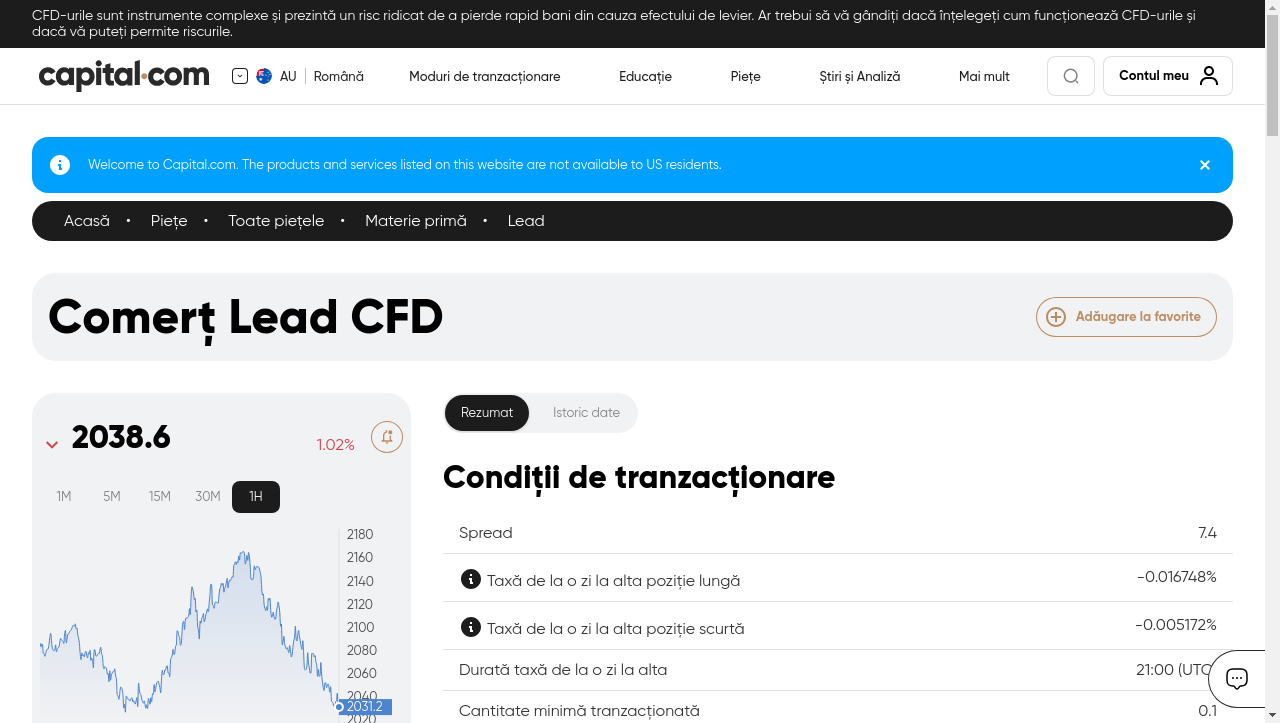 CFD-urile sunt instrumente complexe și prezintă un risc ridicat de a pierde rapid bani din cauza efectului de levier. Ar trebui să vă gândiți dacă înțelegeți cum funcționează CFD-urile și
dacă vă puteți permite riscurile.
capital.com
AU
Română
Moduri de tranzacționare
Educație
Piețe
Știri și Analiză
Mai mult
Contul meu
Welcome to Capital.com. The products and services listed on this website are not available to US residents.
Acasă • Piețe • Toate piețele • Materie primă • Lead
Comerț Lead CFD
Adăugare la favorite
2038.6
1.02%
1M
5M
15M
30M
1H
2180
2160
2140
2120
2100
2080
2060
2040
2031.2
2020
Rezumat
Istoric date
Condiții de tranzacționare
Spread 7.4
Taxă de la o zi la alta poziție lungă -0.016748%
Taxă de la o zi la alta poziție scurtă -0.005172%
Durată taxă de la o zi la alta 21:00 (UTC
Cantitate minimă tranzacționată 0.1